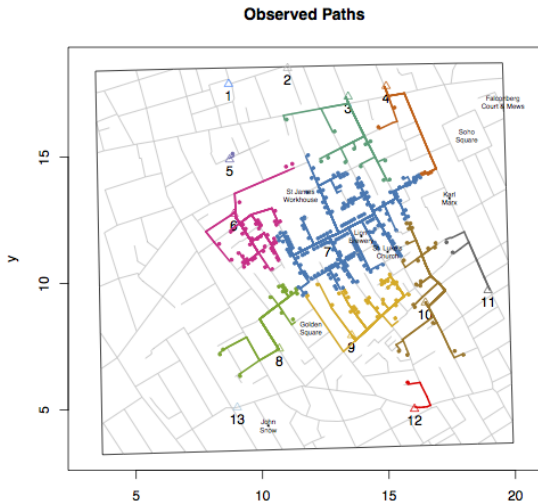 Observed Paths
2
1
3
4
Falconberg
Court & Mews
Soho
Square
15
5
St James
Workhouse
Karl
Marx
6
Lion
Brewery
7
St. Luke's
Church
y
10
11
10
Golden
Square
9
8
13
John
Snow
12
5
5
10
15
20